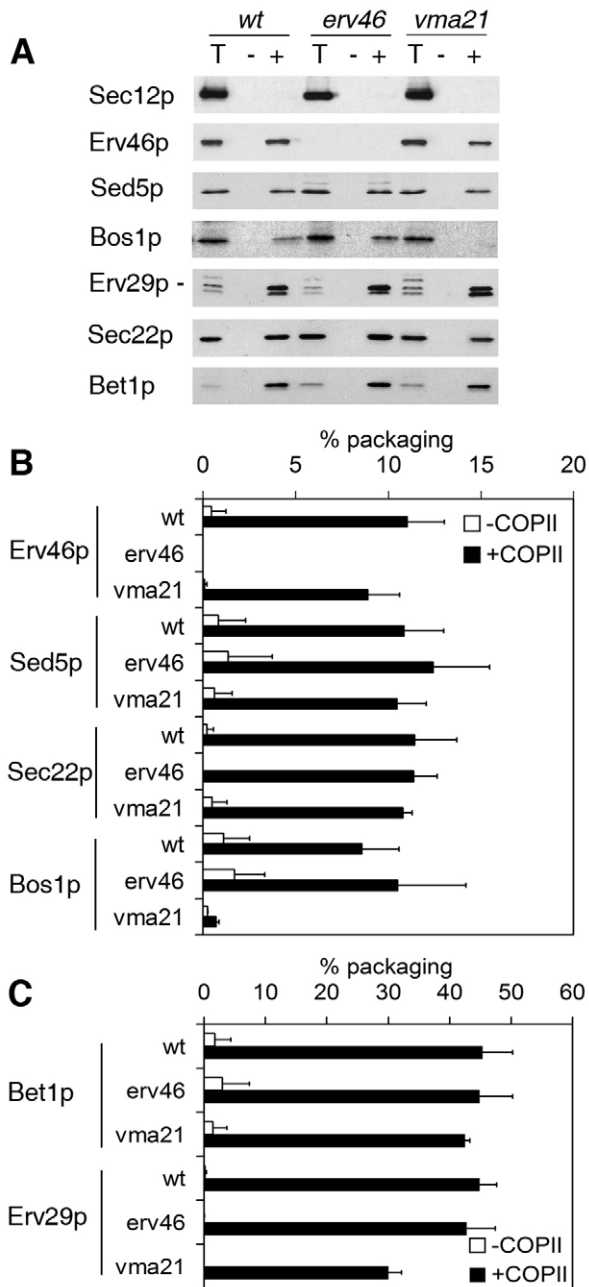 wt erv46 vma21
A T - + T - + T - +
Sec12p
Erv46p
Sed5p
Bos1p
Erv29p -
Sec22p
Bet1p
% packaging
B 0 5 10 15 20
wt
Erv46p erv46
vma21
-COPII
+COPII
wt
Sed5p erv46
vma21
wt
Sec22p erv46
vma21
wt
Bos1p erv46
vma21
% packaging
C 0 10 20 30 40 50 60
wt
Bet1p erv46
vma21
wt
Erv29p erv46
vma21
-COPII
+COPII